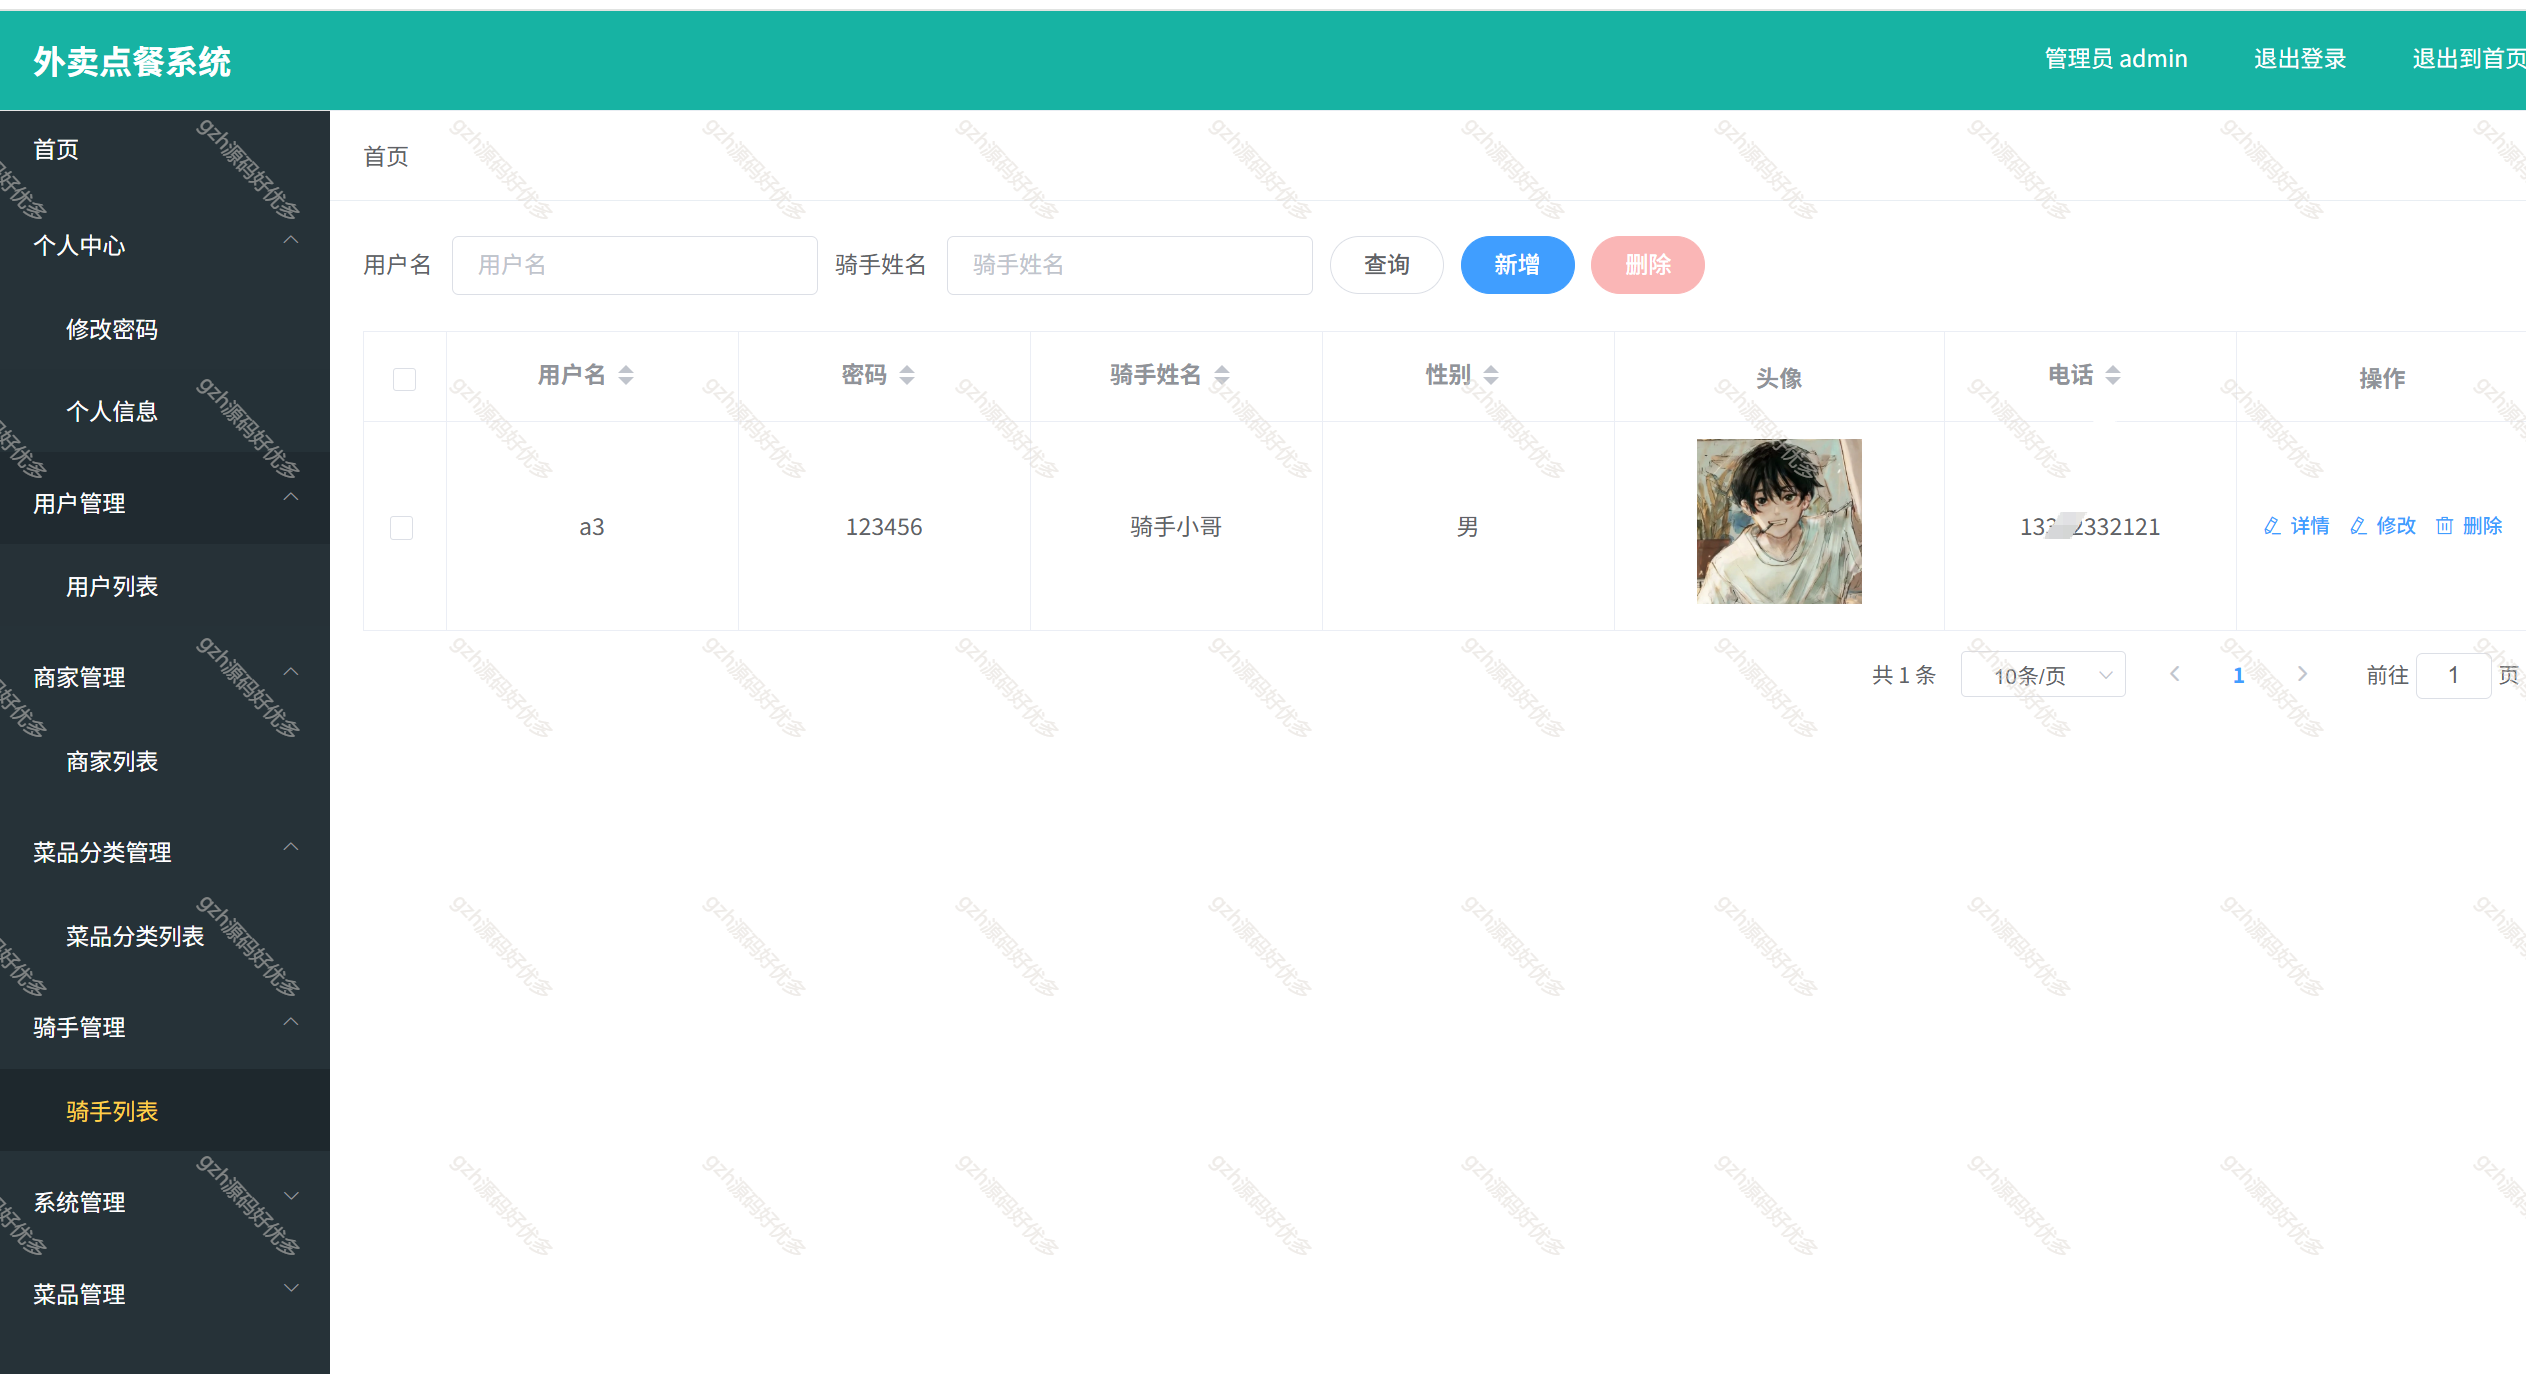 外卖点餐系统
管理员 admin 退出登录 退出到首页
首页
个人中心
修改密码
个人信息
用户管理
用户列表
商家管理
商家列表
菜品分类管理
菜品分类列表
骑手管理
骑手列表
系统管理
菜品管理
首页
用户名 用户名 骑手姓名 骑手姓名 查询 新增 删除
用户名 密码 骑手姓名 性别 头像 电话 操作
a3 123456 骑手小哥 男 133 2332121 详情 修改 删除
共 1 条 10条/页 1 前往 1 页
gzh源码好优多